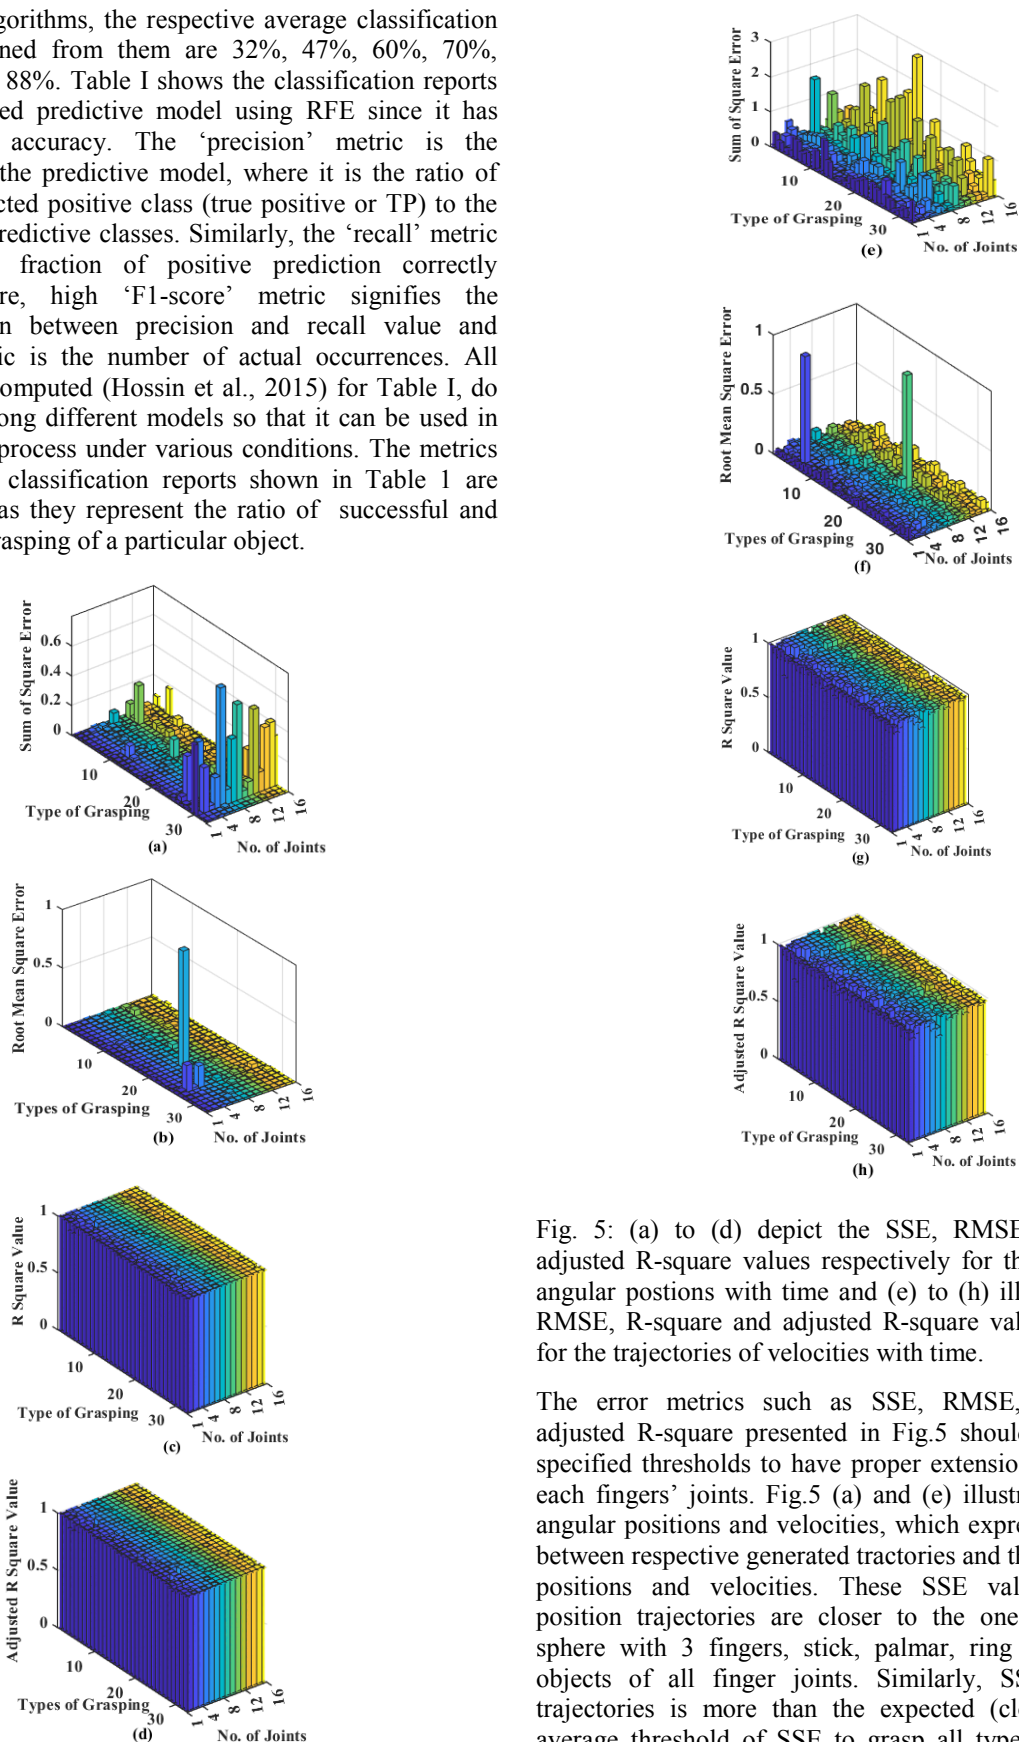 gorithms, the respective average classification
ned from them are 32%, 47%, 60%, 70%,
88%. Table I shows the classification reports
ed predictive model using RFE since it has
accuracy. The ‘precision’ metric is the
the predictive model, where it is the ratio of
cted positive class (true positive or TP) to the
redictive classes. Similarly, the ‘recall’ metric
fraction of positive prediction correctly
re, high ‘F1-score’ metric signifies the
n between precision and recall value and
ic is the number of actual occurrences. All
omputed (Hossin et al., 2015) for Table I, do
ong different models so that it can be used in
process under various conditions. The metrics
classification reports shown in Table 1 are
as they represent the ratio of successful and
rasping of a particular object.
Sum of Square Error
0.6
0.4
0.2
0
10
20
30
Type of Grasping
1 4 8 12 16
No. of Joints
(a)
Root Mean Square Error
1
0.5
0
10
20
30
Types of Grasping
1 4 8 12 16
No. of Joints
(b)
R Square Value
1
0.5
0
10
20
30
Type of Grasping
1 4 8 12 16
No. of Joints
(c)
Adjusted R Square Value
1
0.5
0
10
20
30
Types of Grasping
1 4 8 12 16
No. of Joints
(d)
Sum of Square Error
3
2
1
0
10
20
30
Type of Grasping
1 4 8 12 16
No. of Joints
(e)
Root Mean Square Error
1
0.5
0
10
20
30
Types of Grasping
1 4 8 12 16
No. of Joints
(f)
R Square Value
1
0.5
0
10
20
30
Type of Grasping
1 4 8 12 16
No. of Joints
(g)
Adjusted R Square Value
1
0.5
0
10
20
30
Type of Grasping
1 4 8 12 16
No. of Joints
(h)
Fig. 5: (a) to (d) depict the SSE, RMSE
adjusted R-square values respectively for th
angular postions with time and (e) to (h) ill
RMSE, R-square and adjusted R-square val
for the trajectories of velocities with time.
The error metrics such as SSE, RMSE,
adjusted R-square presented in Fig.5 shoul
specified thresholds to have proper extension
each fingers’ joints. Fig.5 (a) and (e) illustr
angular positions and velocities, which expre
between respective generated tractories and th
positions and velocities. These SSE val
position trajectories are closer to the one
sphere with 3 fingers, stick, palmar, ring
objects of all finger joints. Similarly, SS
trajectories is more than the expected (clo
average threshold of SSE to grasp all type